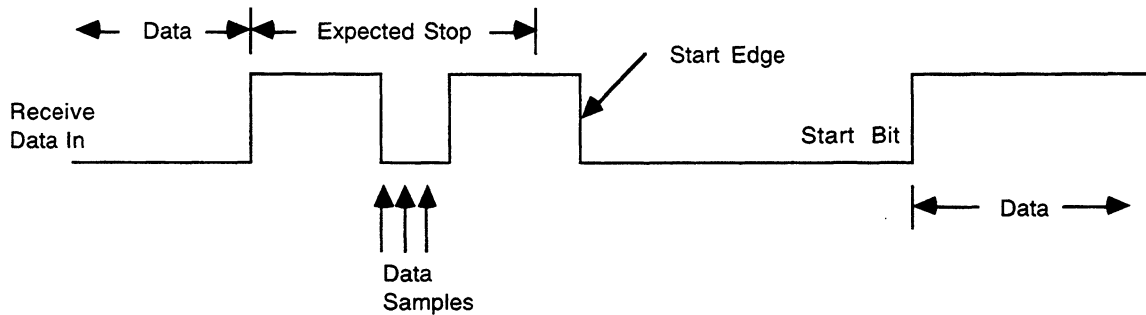 Data
Expected Stop
Start Edge
Receive
Data In
Start Bit
Data
Data
Samples